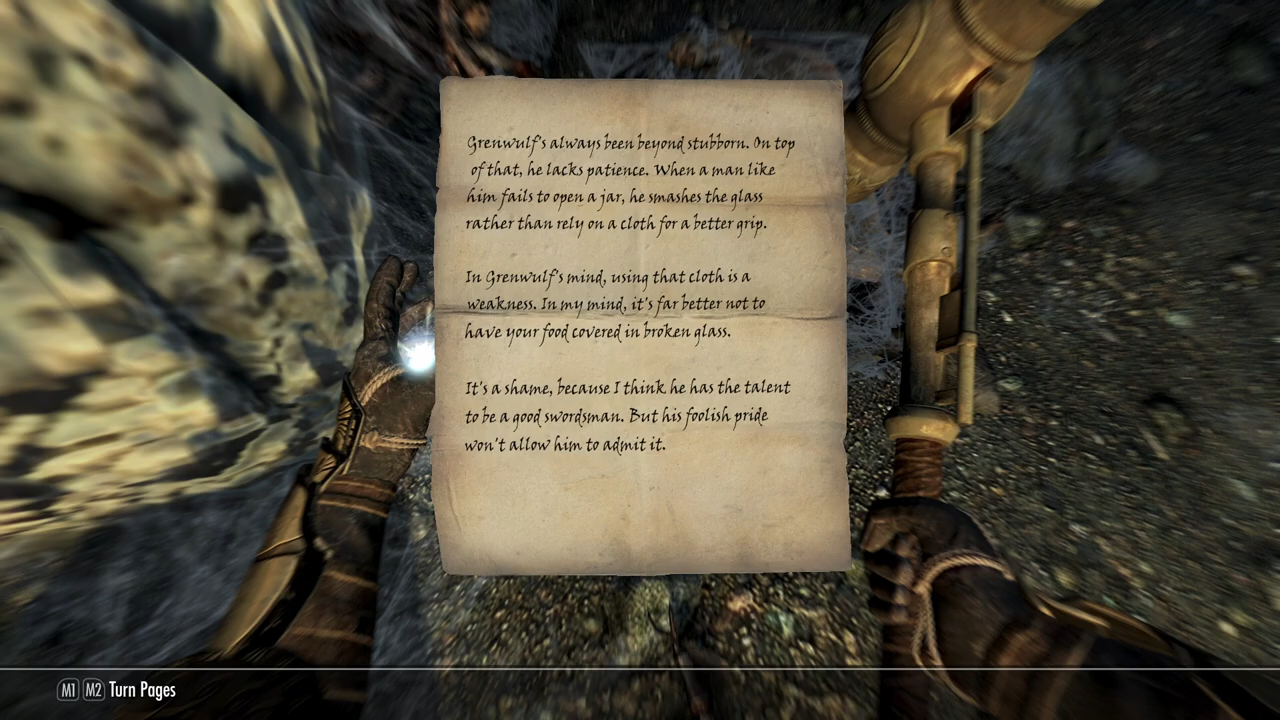 Grenwulf's always been beyond stubborn. On top
of that, he lacks patience. When a man like
him fails to open a jar, he smashes the glass
rather than rely on a cloth for a better grip.
In Grenwulf's mind, using that cloth is a
weakness. In my mind, it's far better not to
have your food covered in broken glass.
It's a shame, because I think he has the talent
to be a good swordsman. But his foolish pride
won't allow him to admit it.
M1 M2 Turn Pages